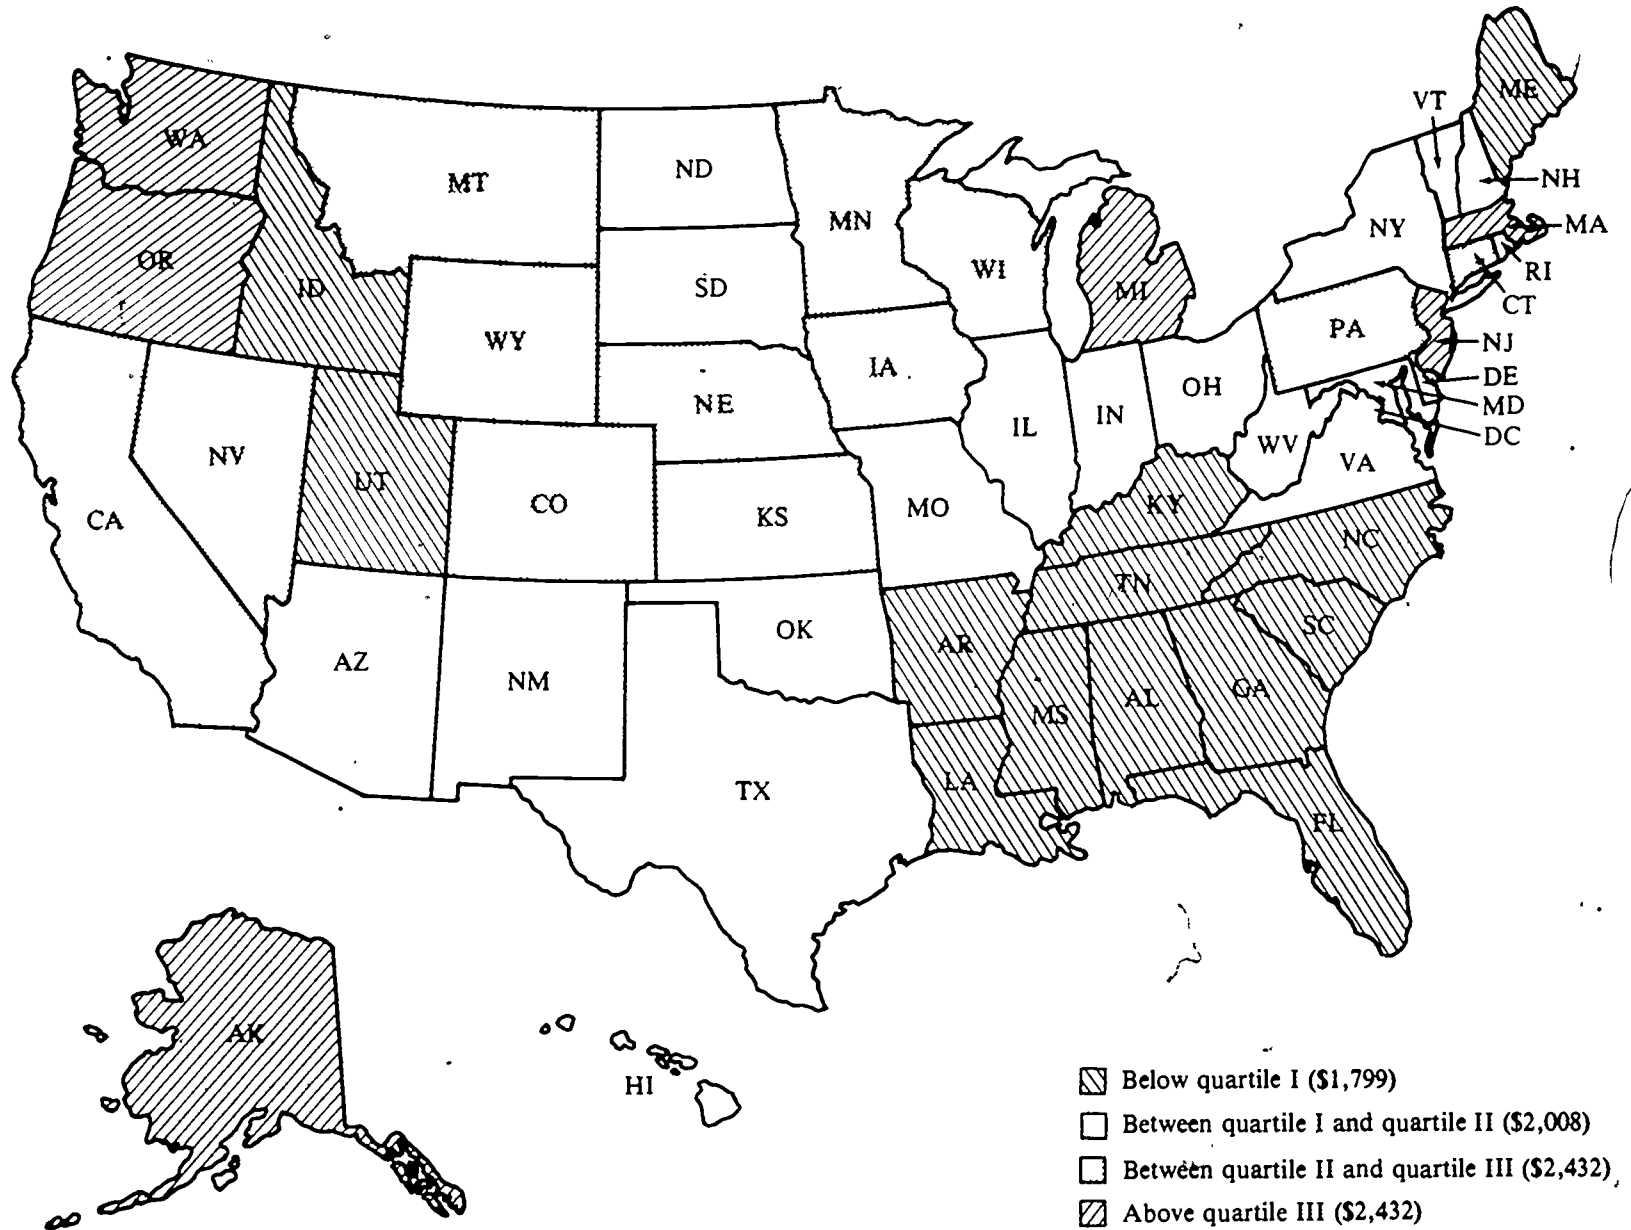 ME
VT
WA
ND
MT
NH
MN
NY
MA
OR
WI
RI
ID
SD
MI
CT
WY
PA
NJ
IA
DE
NE
OH
MD
IL
IN
DC
NV
WV
VA
UT
CO
KS
MO
KY
CA
NC
TN
OK
AR
SC
AZ
NM
GA
AL
MS
TX
LA
FL
AK
HI
Below quartile I ($1,799)
Between quartile I and quartile II ($2,008)
Between quartile II and quartile III ($2,432)
Above quartile III ($2,432)